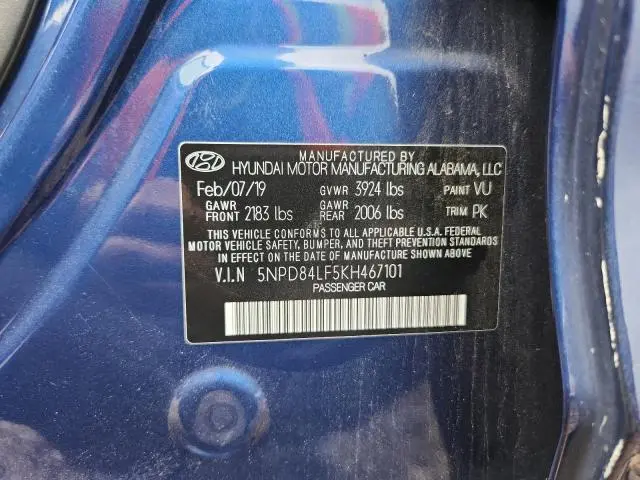 MANUFACTURED BY
HYUNDAI MOTOR MANUFACTURING ALABAMA, LLC
Feb/07/19 GVWR 3924 lbs PAINT VU
GAWR FRONT 2183 lbs GAWR REAR 2006 lbs TRIM PK
THIS VEHICLE CONFORMS TO ALL APPLICABLE U.S.A. FEDERAL
MOTOR VEHICLE SAFETY, BUMPER, AND THEFT PREVENTION STANDARDS
IN EFFECT ON THE DATE OF MANUFACTURE SHOWN ABOVE.
V.I.N 5NPD84LF5KH467101
PASSENGER CAR